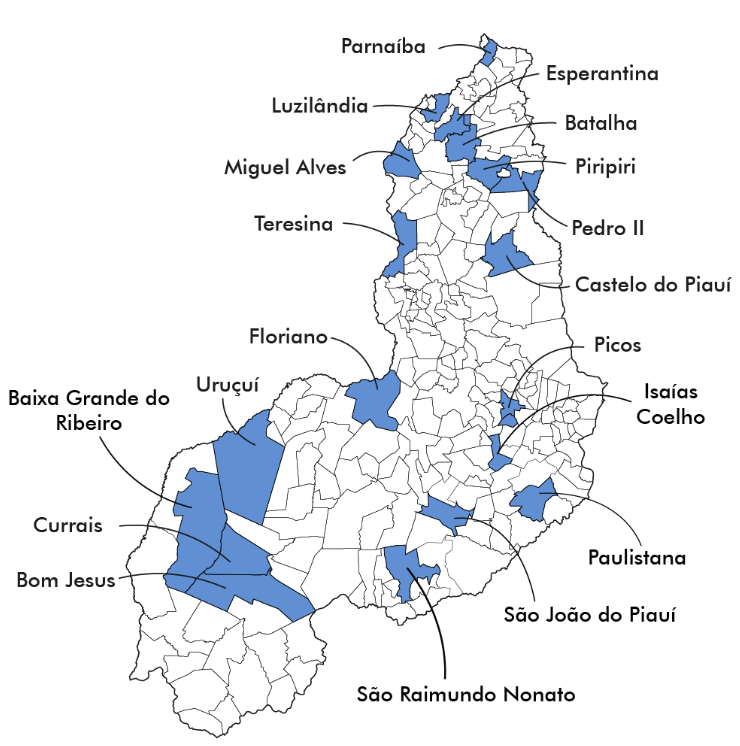 Parnaíba
Esperantina
Luzilândia
Batalha
Miguel Alves
Piripiri
Teresina
Pedro II
Castelo do Piauí
Floriano
Picos
Uruçuí
Isaías
Coelho
Baixa Grande do
Ribeiro
Currais
Paulistana
Bom Jesus
São João do Piauí
São Raimundo Nonato